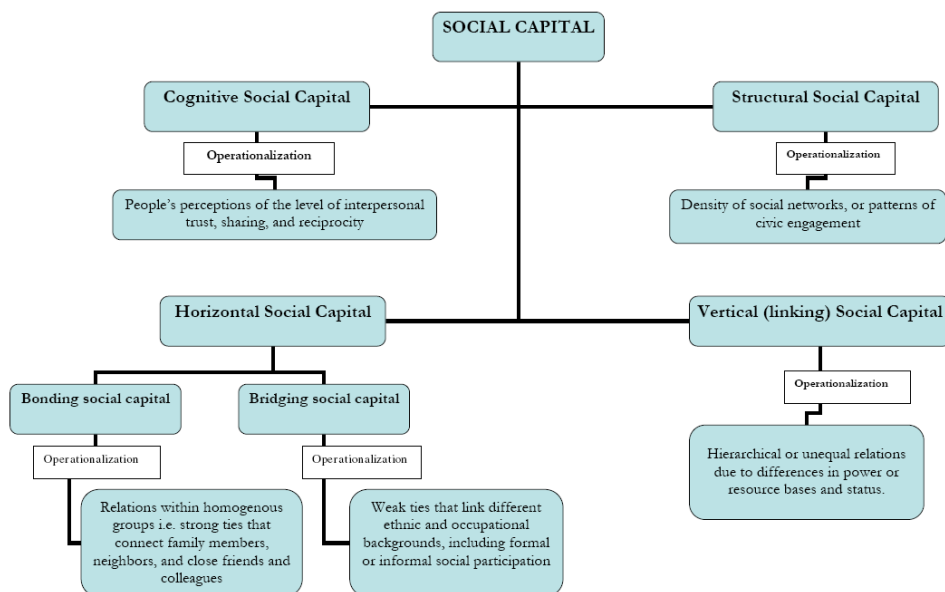 SOCIAL CAPITAL
Cognitive Social Capital
Structural Social Capital
Operationalization
Operationalization
People's perceptions of the level of interpersonal
trust, sharing, and reciprocity
Density of social networks, or patterns of
civic engagement
Horizontal Social Capital
Vertical (linking) Social Capital
Operationalization
Bonding social capital
Bridging social capital
Operationalization
Operationalization
Hierarchical or unequal relations
due to differences in power or
resource bases and status.
Relations within homogenous
groups i.e. strong ties that
connect family members,
neighbors, and close friends and
colleagues
Weak ties that link different
ethnic and occupational
backgrounds, including formal
or informal social participation